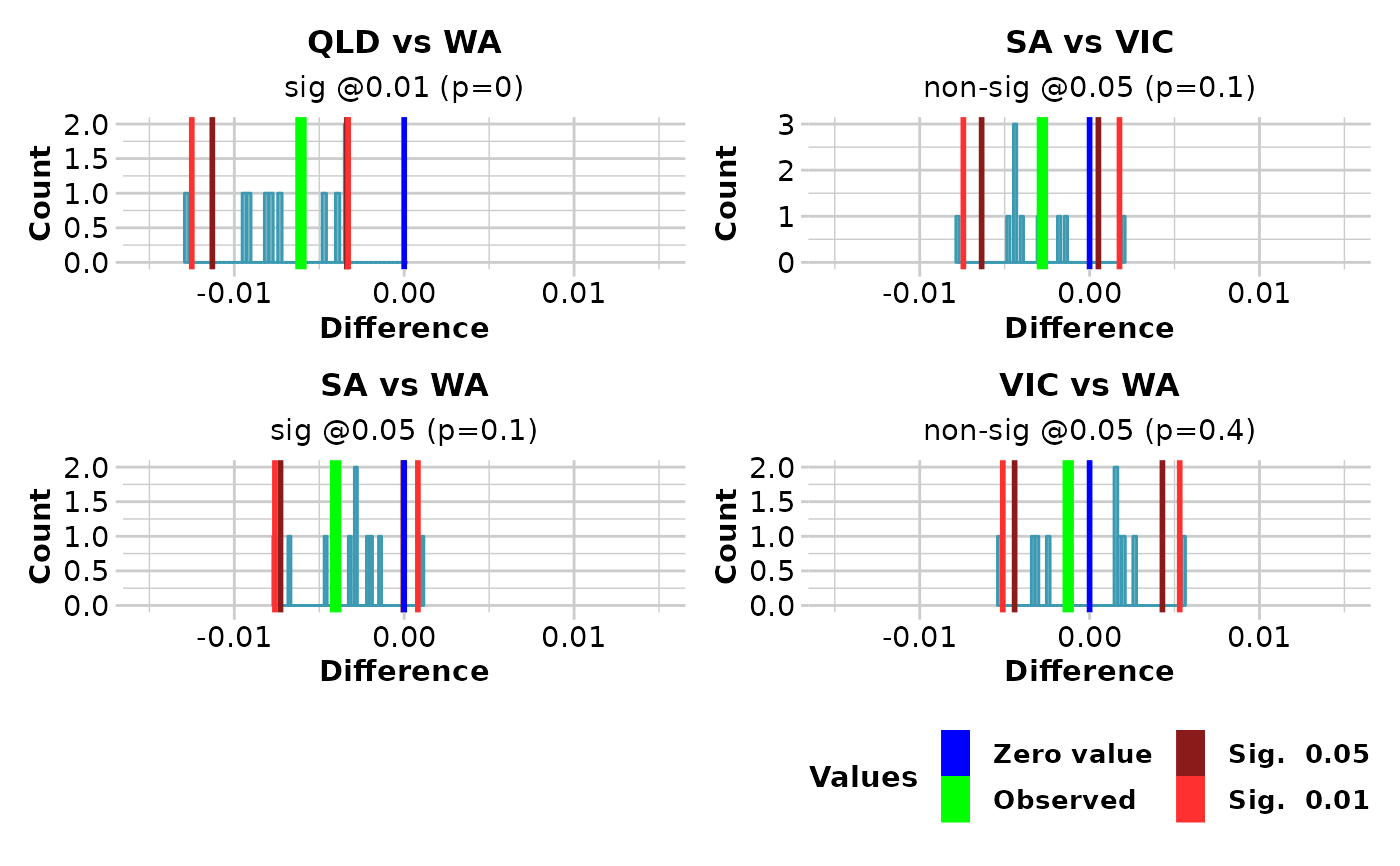 QLD vs WA
sig @0.01 (p=0)
2.0
1.5
1.0
0.5
0.0
Count
-0.01 0.00 0.01
Difference
SA vs VIC
non-sig @0.05 (p=0.1)
3
2
1
0
Count
-0.01 0.00 0.01
Difference
SA vs WA
sig @0.05 (p=0.1)
2.0
1.5
1.0
0.5
0.0
Count
-0.01 0.00 0.01
Difference
VIC vs WA
non-sig @0.05 (p=0.4)
2.0
1.5
1.0
0.5
0.0
Count
-0.01 0.00 0.01
Difference
Values
Zero value
Observed
Sig. 0.05
Sig. 0.01